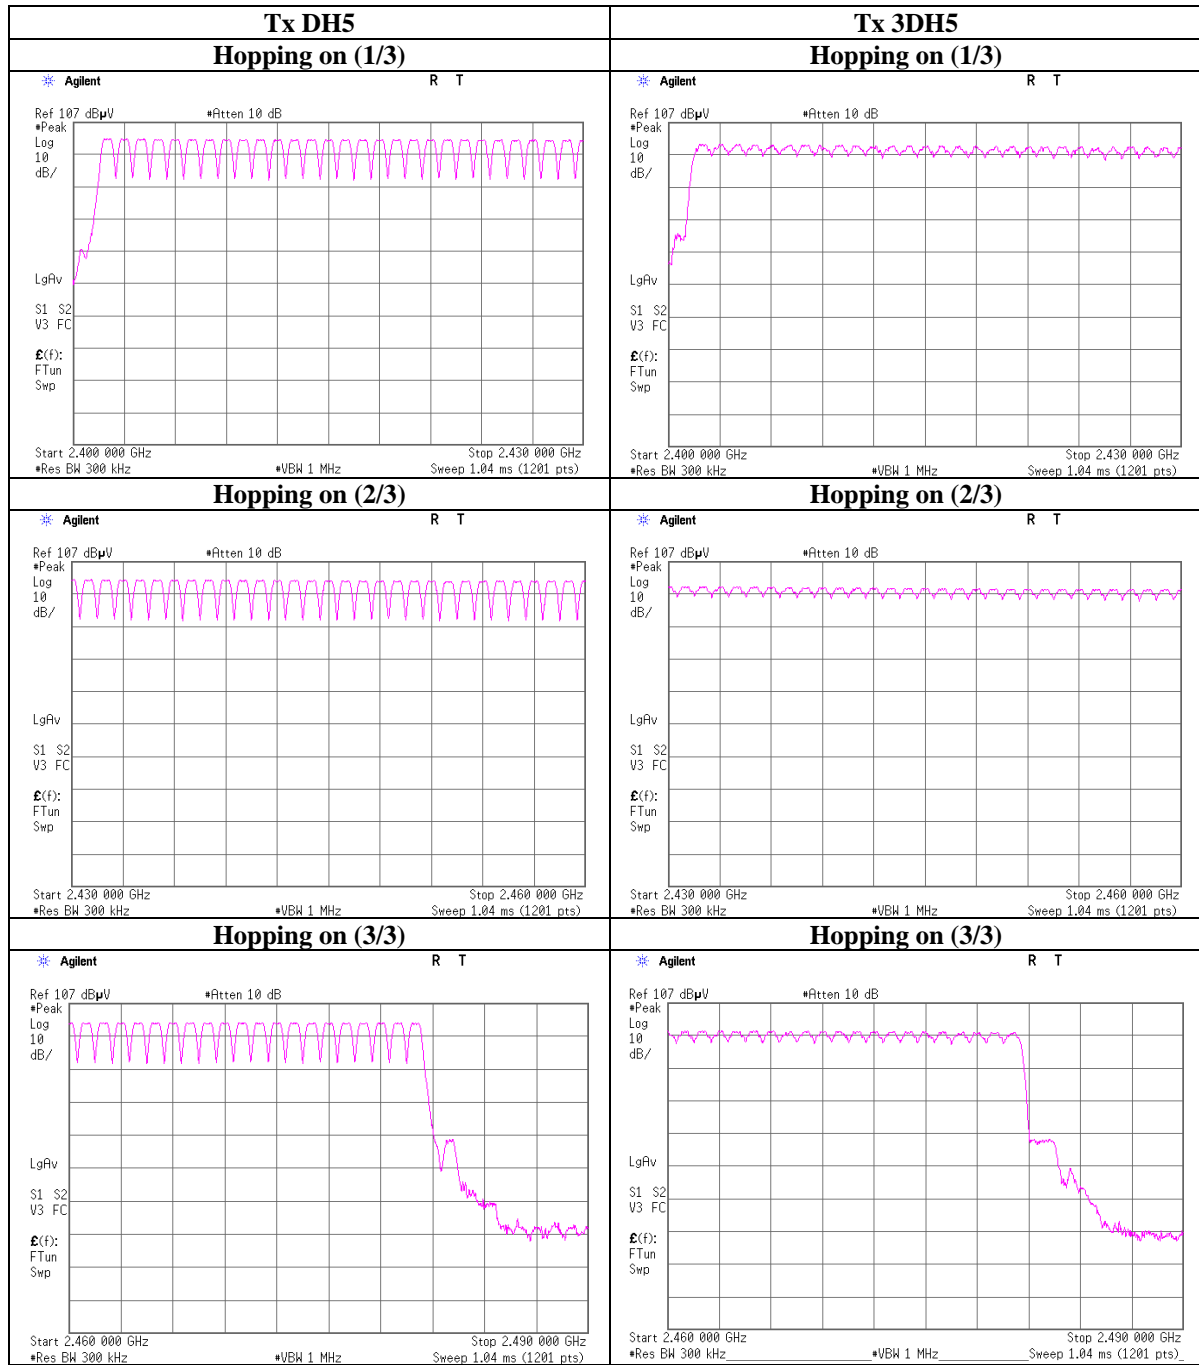 Tx DH5
Tx 3DH5
Hopping on (1/3)
Hopping on (1/3)
Agilent
R T
Ref 107 dBµV
#Atten 10 dB
#Peak
Log
10
dB/
LgAv
S1 S2
V3 FC
£(f):
FTun
Swp
Start 2.400 000 GHz
Stop 2.430 000 GHz
#Res BW 300 kHz
#VBW 1 MHz
Sweep 1.04 ms (1201 pts)
Agilent
R T
Ref 107 dBµV
#Atten 10 dB
#Peak
Log
10
dB/
LgAv
S1 S2
V3 FC
£(f):
FTun
Swp
Start 2.400 000 GHz
Stop 2.430 000 GHz
#Res BW 300 kHz
#VBW 1 MHz
Sweep 1.04 ms (1201 pts)
Hopping on (2/3)
Hopping on (2/3)
Agilent
R T
Ref 107 dBµV
#Atten 10 dB
#Peak
Log
10
dB/
LgAv
S1 S2
V3 FC
£(f):
FTun
Swp
Start 2.430 000 GHz
Stop 2.460 000 GHz
#Res BW 300 kHz
#VBW 1 MHz
Sweep 1.04 ms (1201 pts)
Agilent
R T
Ref 107 dBµV
#Atten 10 dB
#Peak
Log
10
dB/
LgAv
S1 S2
V3 FC
£(f):
FTun
Swp
Start 2.430 000 GHz
Stop 2.460 000 GHz
#Res BW 300 kHz
#VBW 1 MHz
Sweep 1.04 ms (1201 pts)
Hopping on (3/3)
Hopping on (3/3)
Agilent
R T
Ref 107 dBµV
#Atten 10 dB
#Peak
Log
10
dB/
LgAv
S1 S2
V3 FC
£(f):
FTun
Swp
Start 2.460 000 GHz
Stop 2.490 000 GHz
#Res BW 300 kHz
#VBW 1 MHz
Sweep 1.04 ms (1201 pts)
Agilent
R T
Ref 107 dBµV
#Atten 10 dB
#Peak
Log
10
dB/
LgAv
S1 S2
V3 FC
£(f):
FTun
Swp
Start 2.460 000 GHz
Stop 2.490 000 GHz
#Res BW 300 kHz
#VBW 1 MHz
Sweep 1.04 ms (1201 pts)